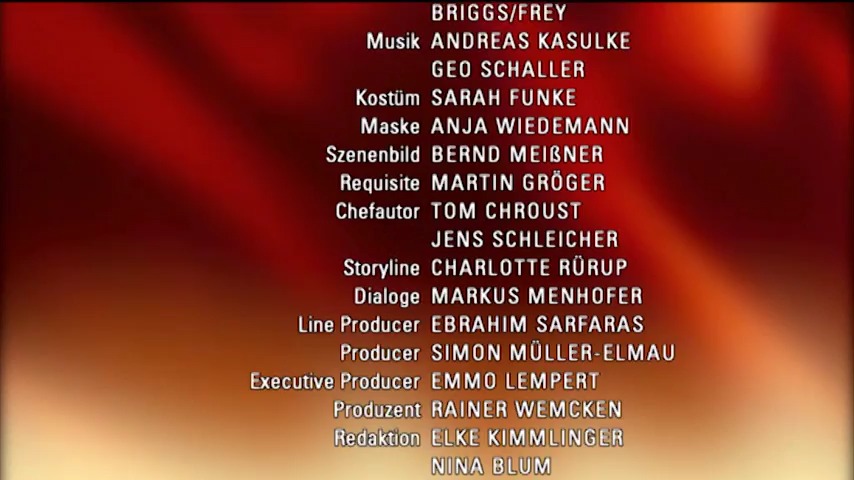 BRIGGS/FREY
Musik ANDREAS KASULKE
GEO SCHALLER
Kostüm SARAH FUNKE
Maske ANJA WIEDEMANN
Szenenbild BERND MEIßNER
Requisite MARTIN GRÖGER
Chefautor TOM CHROUST
JENS SCHLEICHER
Storyline CHARLOTTE RÜRUP
Dialoge MARKUS MENHOFER
Line Producer EBRAHIM SARFARAS
Producer SIMON MÜLLER-ELMAU
Executive Producer EMMO LEMPERT
Produzent RAINER WEMCKEN
Redaktion ELKE KIMMLINGER
NINA BLUM